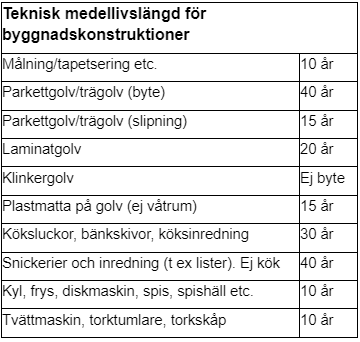 Teknisk medellivslängd för
byggnadskonstruktioner
Målning/tapetsering etc. 10 år
Parkettgolv/trägolv (byte) 40 år
Parkettgolv/trägolv (slipning) 15 år
Laminatgolv 20 år
Klinkergolv Ej byte
Plastmatta på golv (ej våtrum) 15 år
Köksluckor, bänkskivor, köksinredning 30 år
Snickerier och inredning (t ex lister). Ej kök 40 år
Kyl, frys, diskmaskin, spis, spishäll etc. 10 år
Tvättmaskin, torktumlare, torkskåp 10 år